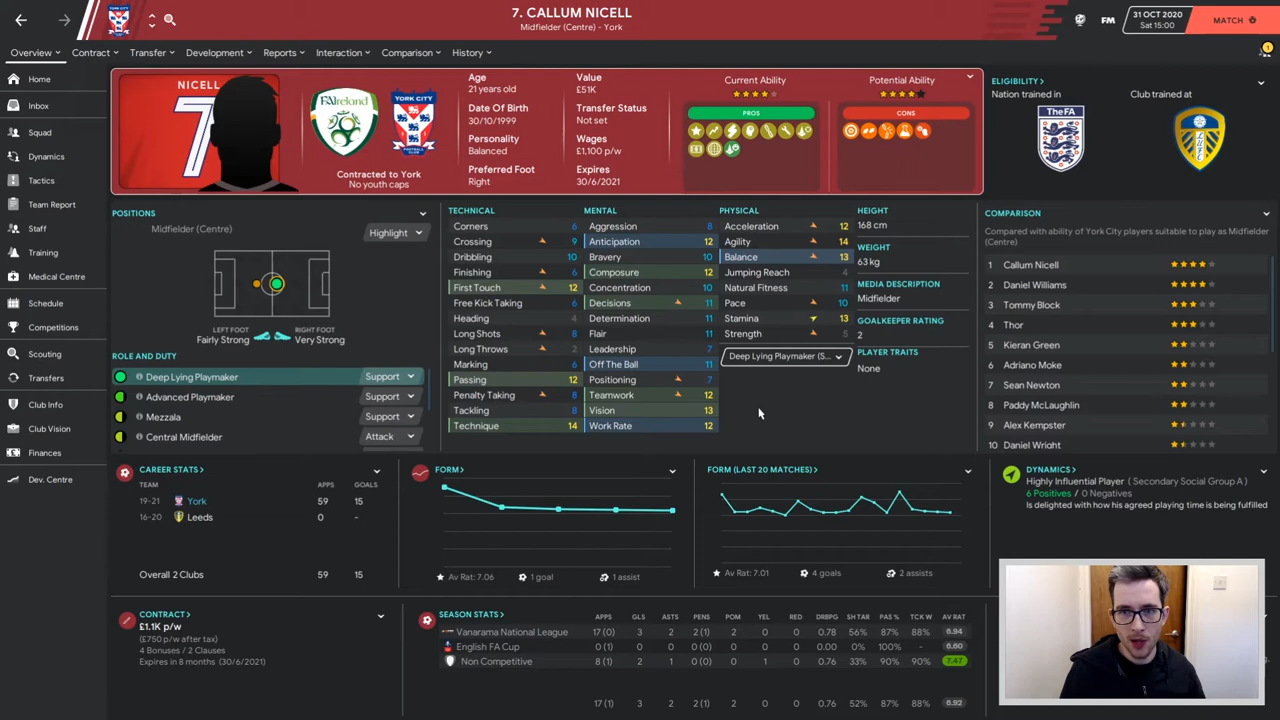 7. CALLUM NICELL
Midfielder (Centre) - York
FM
31 OCT 2020
Sat 15:00
MATCH
Overview
Contract
Transfer
Development
Reports
Interaction
Comparison
History
1
Home
Inbox
Squad
Dynamics
Tactics
Team Report
Staff
Training
Medical Centre
Schedule
Competitions
Scouting
Transfers
Club Info
Club Vision
Finances
Dev. Centre
NICELL
7
FAIreland
YORK CITY
FOOTBALL CLUB
Contracted to York
No youth caps
Age
21 years old
Date Of Birth
30/10/1999
Personality
Balanced
Preferred Foot
Right
Value
£51K
Transfer Status
Not set
Wages
£1,100 p/w
Expires
30/6/2021
Current Ability
PROS
Potential Ability
CONS
ELIGIBILITY>
Nation trained in
The FA
Club trained at
POSITIONS
Midfielder (Centre)
Highlight
LEFT FOOT
Fairly Strong
RIGHT FOOT
Very Strong
ROLE AND DUTY
Deep Lying Playmaker Support
Advanced Playmaker Support
Mezzala Support
Central Midfielder Attack
TECHNICAL
Corners 6
Crossing 9
Dribbling 10
Finishing 6
First Touch 12
Free Kick Taking 6
Heading 4
Long Shots 8
Long Throws 2
Marking 6
Passing 12
Penalty Taking 8
Tackling 8
Technique 14
MENTAL
Aggression 8
Anticipation 12
Bravery 10
Composure 12
Concentration 10
Decisions 11
Determination 11
Flair 11
Leadership 7
Off The Ball 11
Positioning 7
Teamwork 12
Vision 13
Work Rate 12
PHYSICAL
Acceleration 12
Agility 14
Balance 13
Jumping Reach 4
Natural Fitness 11
Pace 10
Stamina 13
Strength 5
Deep Lying Playmaker (S...
HEIGHT
168 cm
WEIGHT
63 kg
MEDIA DESCRIPTION
Midfielder
GOALKEEPER RATING
2
PLAYER TRAITS
None
COMPARISON
Compared with ability of York City players suitable to play as Midfielder
(Centre)
1 Callum Nicell
2 Daniel Williams
3 Tommy Block
4 Thor
5 Kieran Green
6 Adriano Moke
7 Sean Newton
8 Paddy McLaughlin
9 Alex Kempster
10 Daniel Wright
CAREER STATS>
TEAM APPS GOALS
19-21 York 59 15
16-20 Leeds 0 -
Overall 2 Clubs 59 15
FORM>
Av Rat: 7.06 1 goal 1 assist
FORM (LAST 20 MATCHES)>
Av Rat: 7.01 4 goals 2 assists
DYNAMICS>
Highly Influential Player ( Secondary Social Group A )
6 Positives / 0 Negatives
Is delighted with how his agreed playing time is being fulfilled
CONTRACT>
£1.1K p/w
(£750 p/w after tax)
4 Bonuses / 2 Clauses
Expires in 8 months (30/6/2021)
SEASON STATS>
APPS GLS ASTS PENS POM YEL RED DRBPG SH TAR PAS % TCK W AV RAT
Vanarama National League 17 (0) 3 2 2 (1) 2 0 0 0.78 56% 87% 88% 6.94
English FA Cup 0 (1) 0 0 0 (0) 0 0 0 0.00 0% 100% - 6.60
Non Competitive 8 (1) 2 1 0 (0) 0 1 0 0.76 33% 90% 90% 7.47
17 (1) 3 2 2 (1) 2 0 0 0.76 52% 87% 88% 6.92